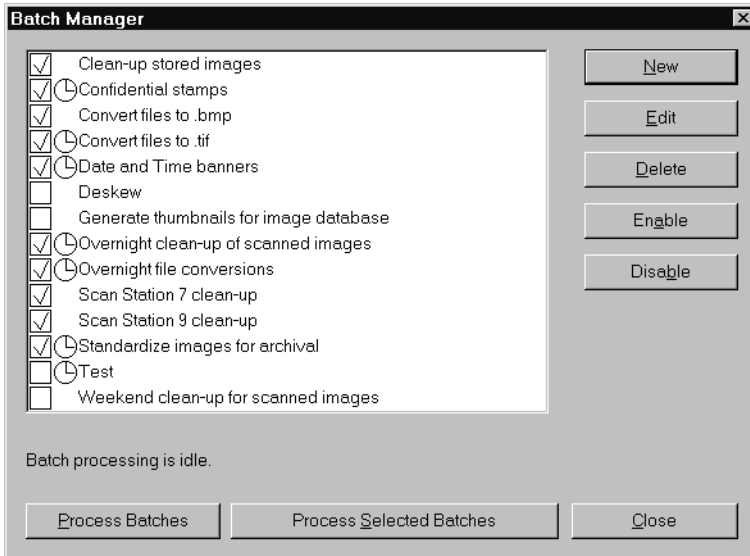 Batch Manager
Clean-up stored images
Confidential stamps
Convert files to .bmp
Convert files to .tif
Date and Time banners
Deskew
Generate thumbnails for image database
Overnight clean-up of scanned images
Overnight file conversions
Scan Station 7 clean-up
Scan Station 9 clean-up
Standardize images for archival
Test
Weekend clean-up for scanned images
New
Edit
Delete
Enable
Disable
Batch processing is idle.
Process Batches
Process Selected Batches
Close